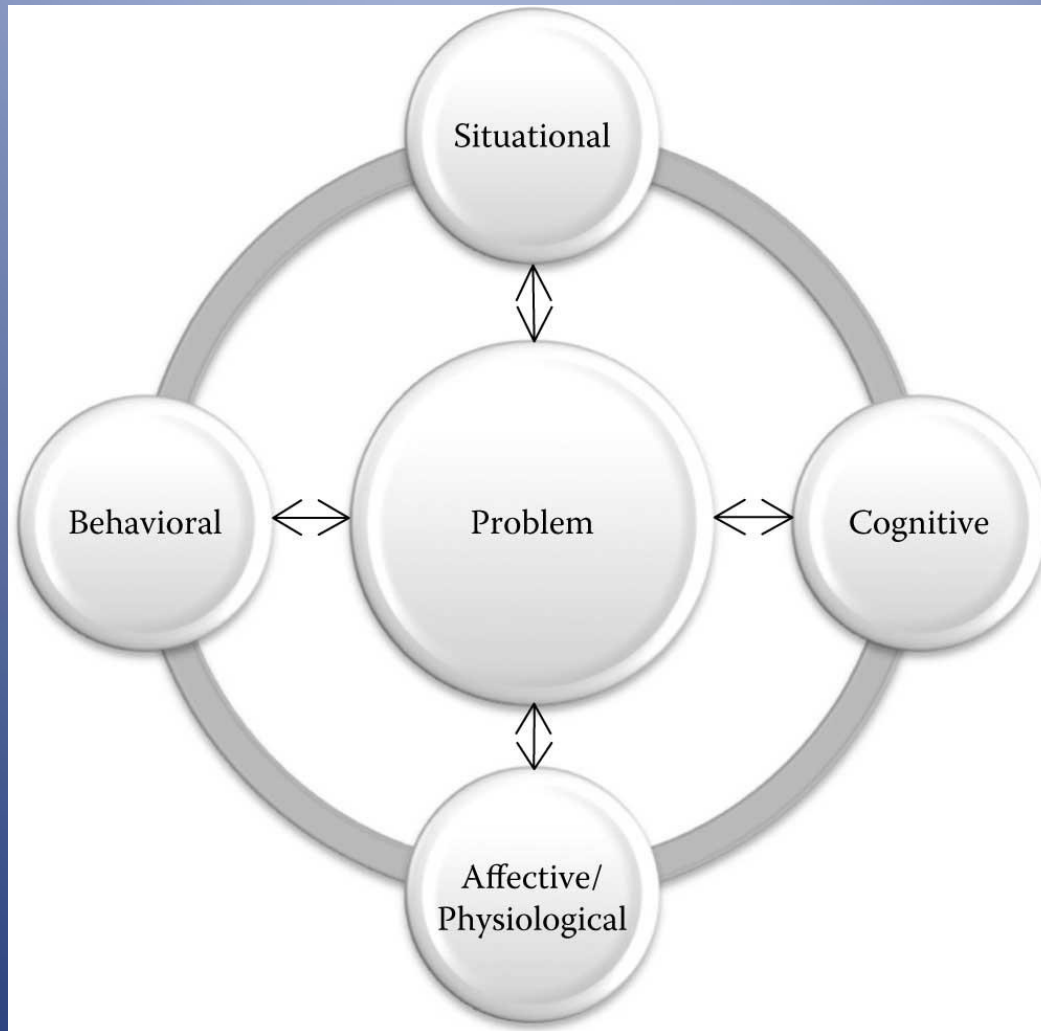 Situational
Behavioral
Problem
Cognitive
Affective/
Physiological